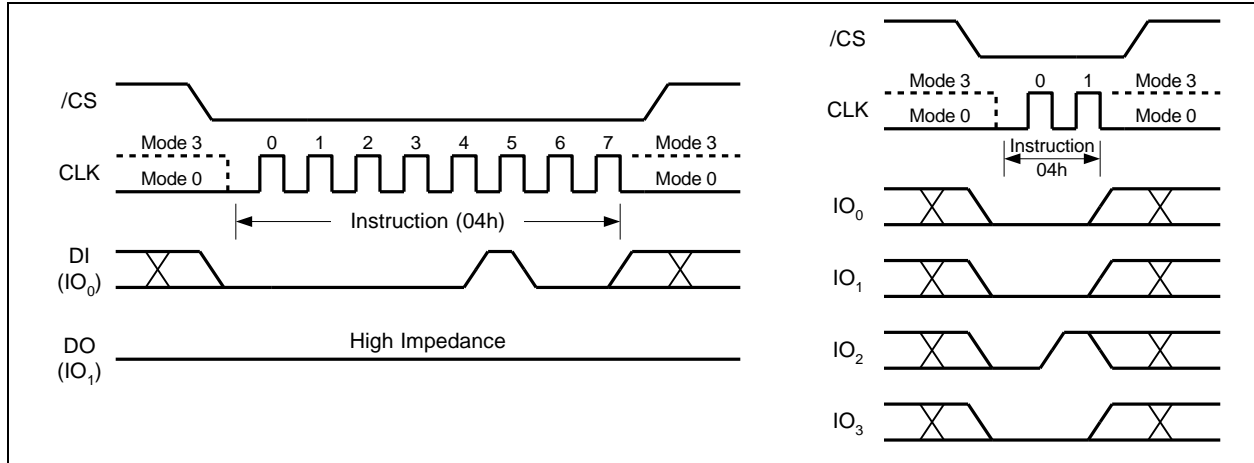 /CS
Mode 3
0 1 2 3 4 5 6 7
Mode 3
CLK
Mode 0
Mode 0
Instruction (04h)
DI
(IO0)
High Impedance
DO
(IO1)
/CS
Mode 3
0 1
Mode 3
CLK
Mode 0
Mode 0
Instruction
04h
IO0
IO1
IO2
IO3